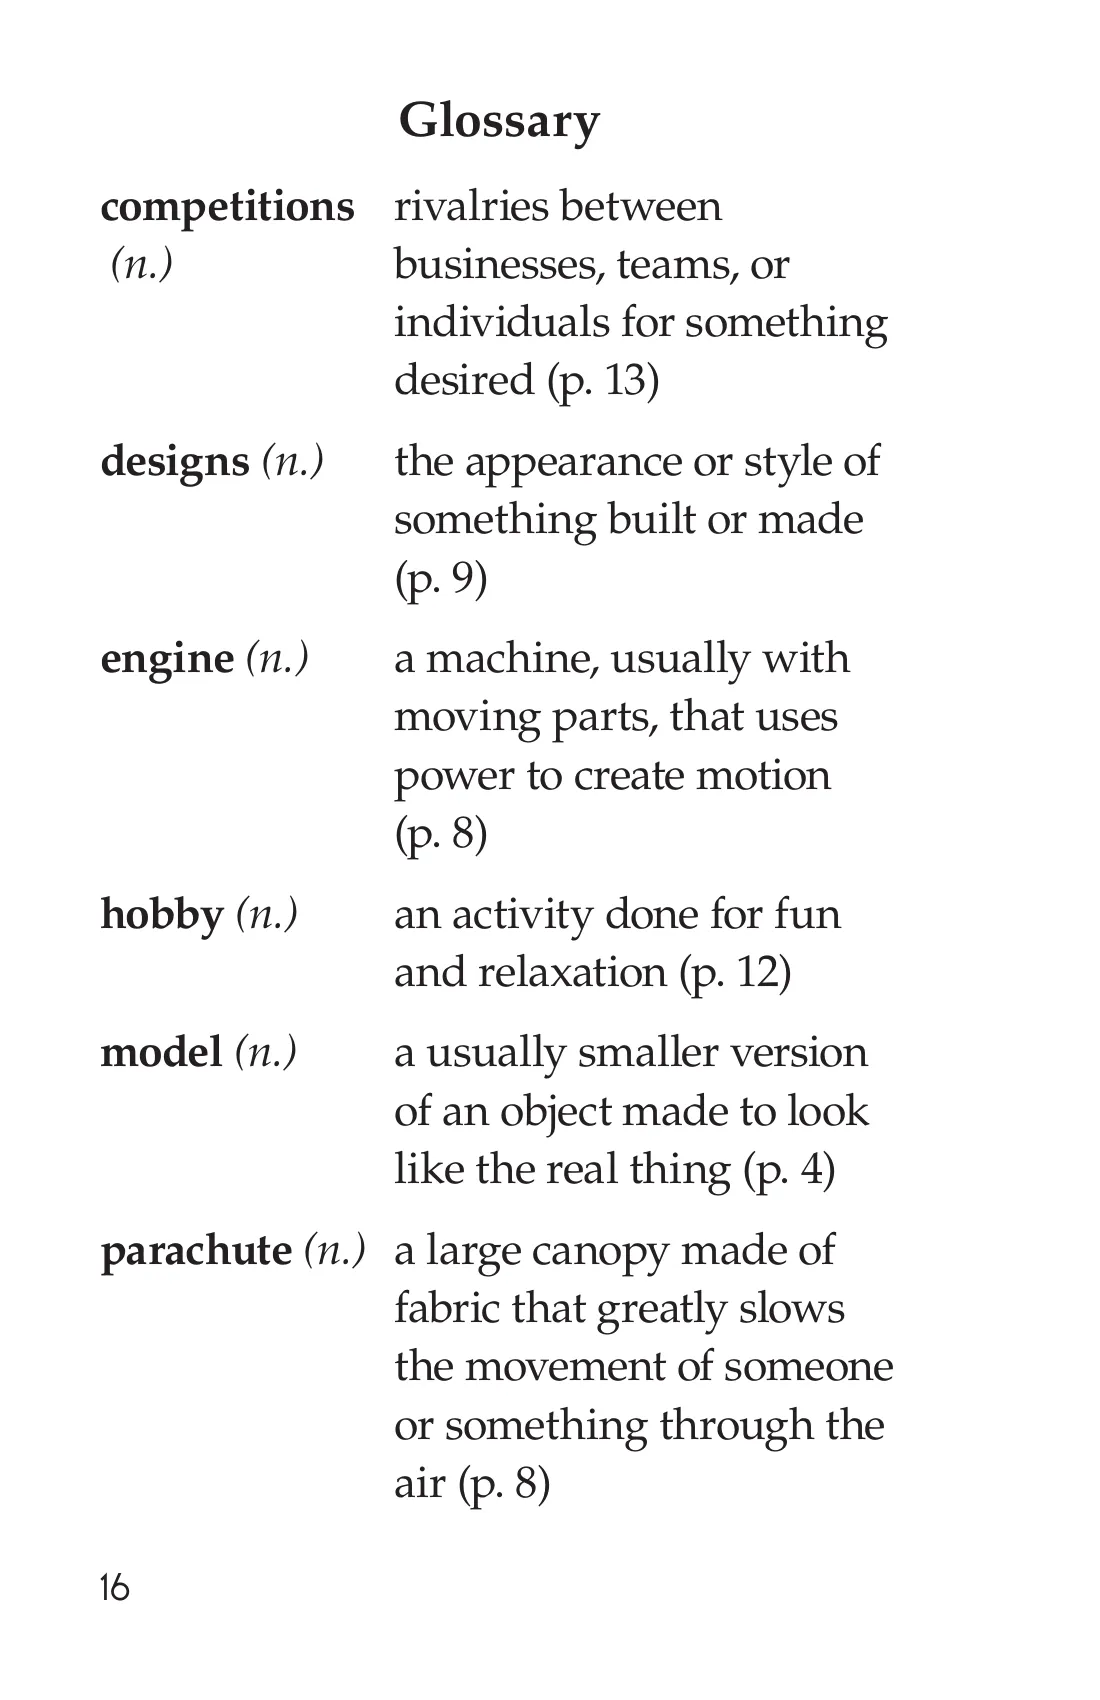 Glossary
competitions rivalries between
(n.) businesses, teams, or
individuals for something
desired (p. 13)
designs (n.) the appearance or style of
something built or made
(p. 9)
engine (n.) a machine, usually with
moving parts, that uses
power to create motion
(p. 8)
hobby (n.) an activity done for fun
and relaxation (p. 12)
model (n.) a usually smaller version
of an object made to look
like the real thing (p. 4)
parachute (n.) a large canopy made of
fabric that greatly slows
the movement of someone
or something through the
air (p. 8)
16